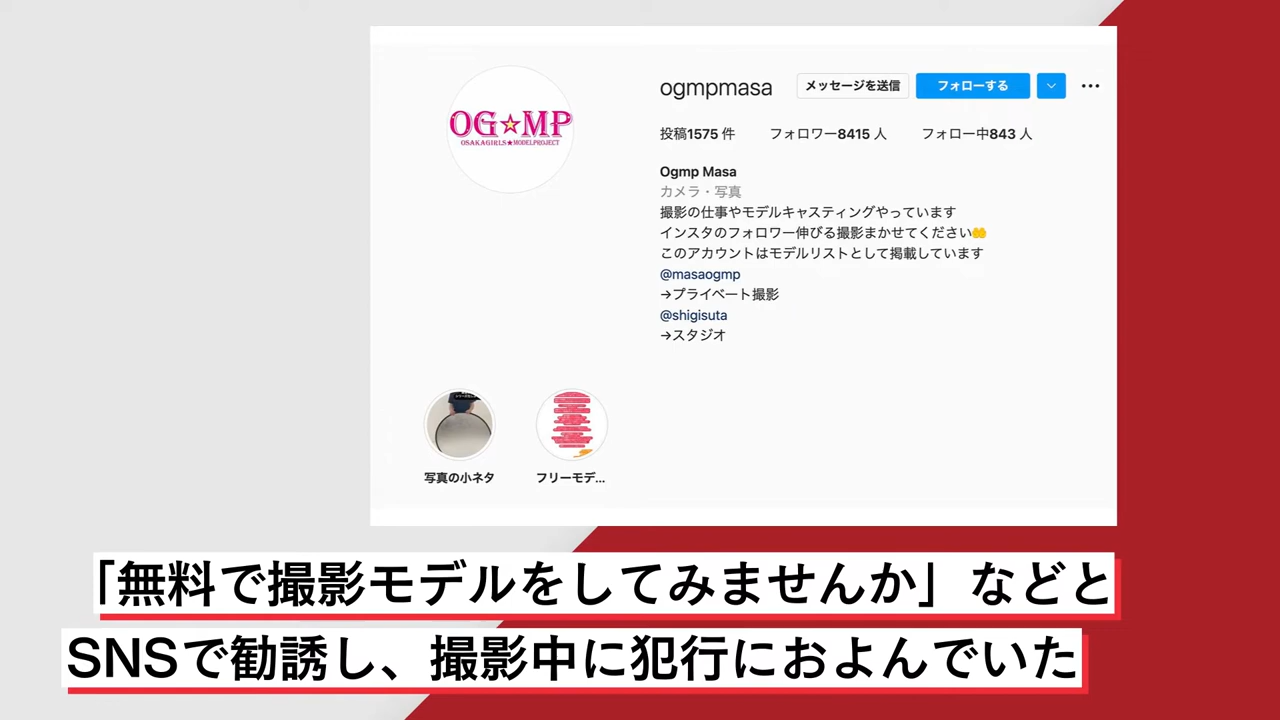 OG★MP
OSAKAGIRLS★MODELPROJECT
ogmpmasa メッセージを送信 フォローする
投稿1575 件 フォロワー8415 人 フォロー中843 人
Ogmp Masa
カメラ・写真
撮影の仕事やモデルキャスティングやっています
インスタのフォロワー伸びる撮影まかせてください🤲
このアカウントはモデルリストとして掲載しています
@masaogmp
→プライベート撮影
@shigisuta
→スタジオ
写真の小ネタ フリーモデ...
「無料で撮影モデルをしてみませんか」などと
SNSで勧誘し、撮影中に犯行におよんでいた